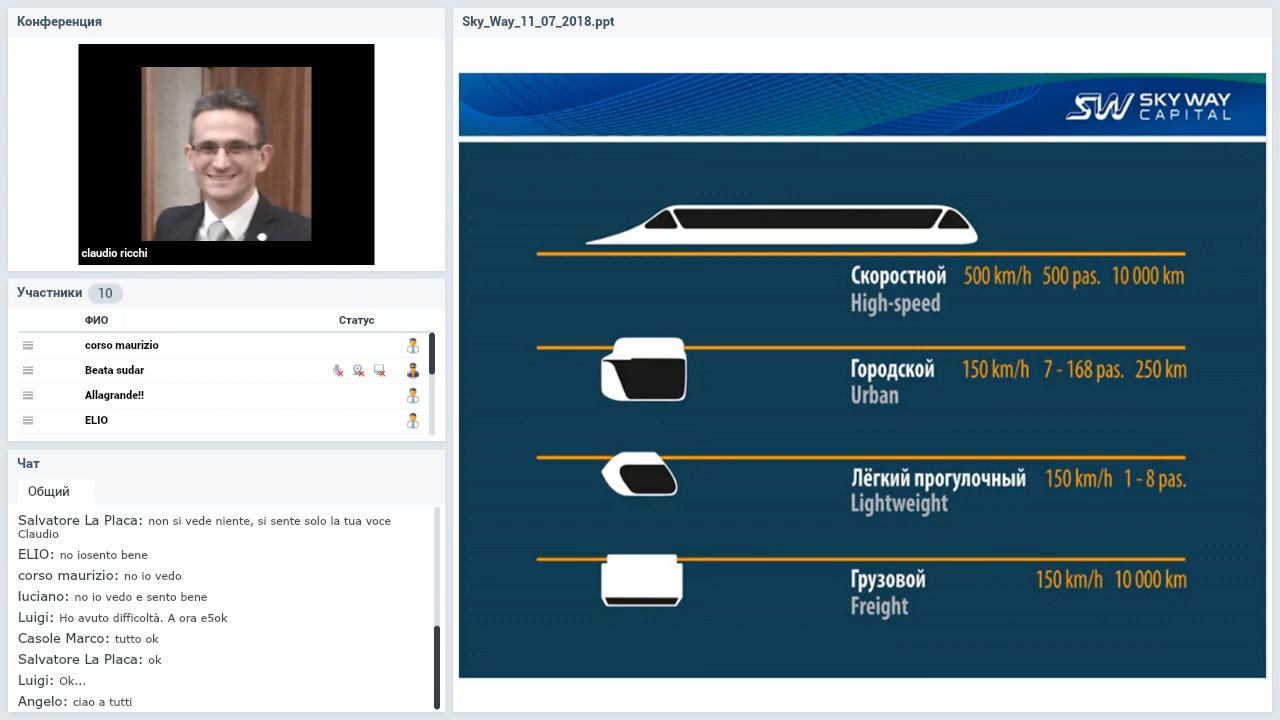 Конференция
claudio ricchi
Участники 10
ФИО Статус
corso maurizio
Beata sudar
Allagrande!!
ELIO
Чат
Общий
Salvatore La Placa: non si vede niente, si sente solo la tua voce
Claudio
ELIO: no iosento bene
corso maurizio: no io vedo
luciano: no io vedo e sento bene
Luigi: Ho avuto difficoltà. A ora e5ok
Casole Marco: tutto ok
Salvatore La Placa: ok
Luigi: Ok...
Angelo: ciao a tutti
Sky_Way_11_07_2018.ppt
SW SKY WAY
CAPITAL
Скоростной 500 km/h 500 pas. 10 000 km
High-speed
Городской 150 km/h 7 - 168 pas. 250 km
Urban
Лёгкий прогулочный 150 km/h 1 - 8 pas.
Lightweight
Грузовой 150 km/h 10 000 km
Freight